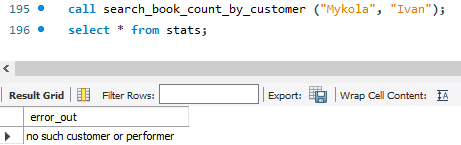 195 call search_book_count_by_customer ("Mykola", "Ivan");
196 select * from stats;
Result Grid Filter Rows: Export: Wrap Cell Content: IA
error_out
no such customer or performer